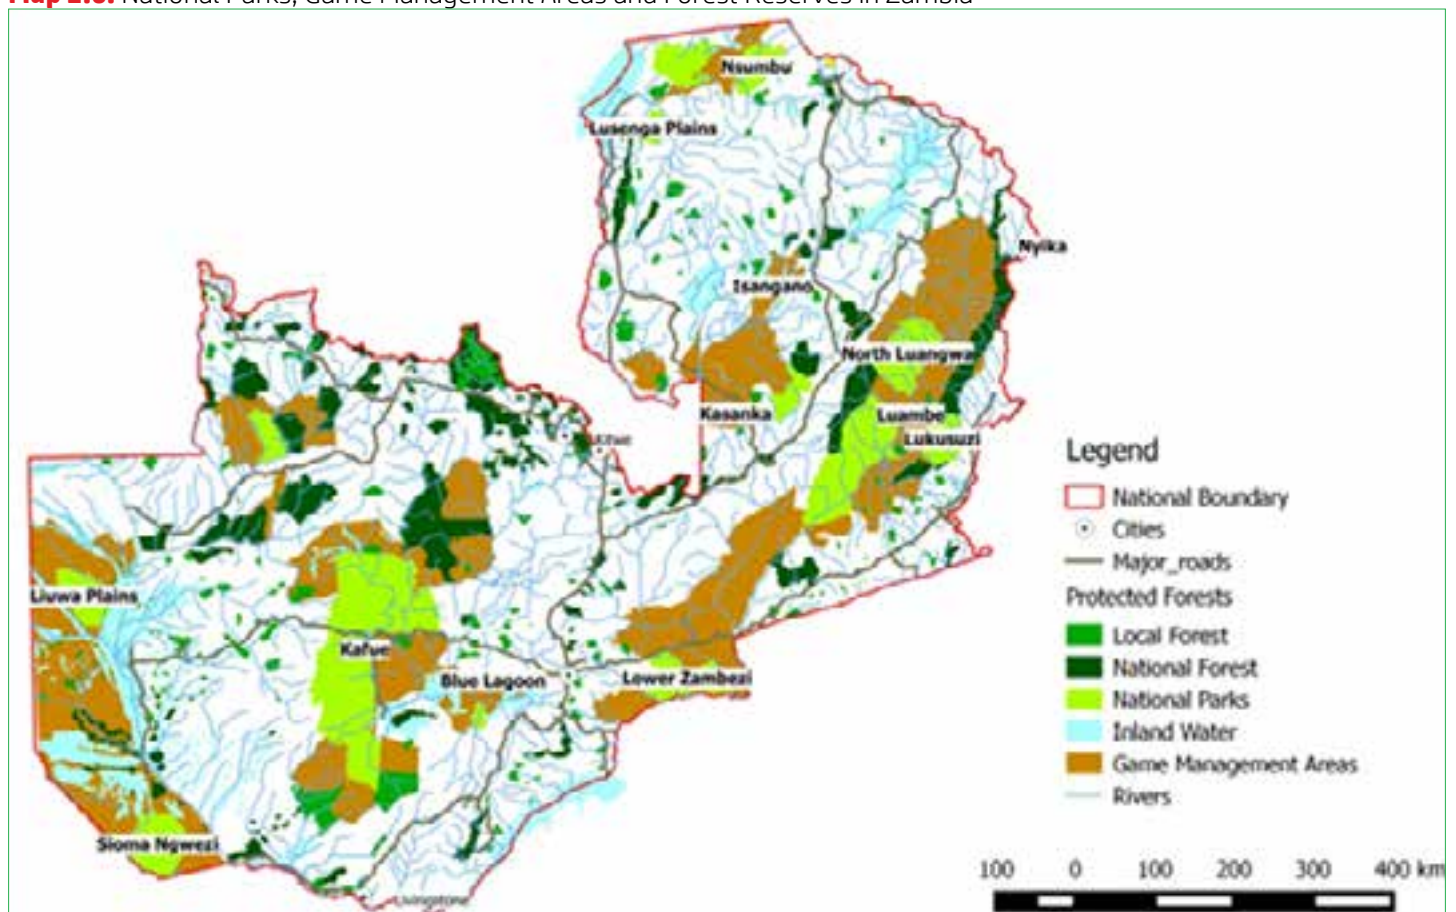 National Parks, Game Management Areas and Forest Reserves in Zambia
Nsumbu
Lusenga Plains
Nyika
Isangano
North Luangwa
Kasanka
Luambe
Lukusuzi
Kitwe
Liuwa Plains
Kafue
Blue Lagoon
Lower Zambezi
Sioma Ngwezi
Livingstone
Legend
National Boundary
Cities
Major_roads
Protected Forests
Local Forest
National Forest
National Parks
Inland Water
Game Management Areas
Rivers
100 0 100 200 300 400 km